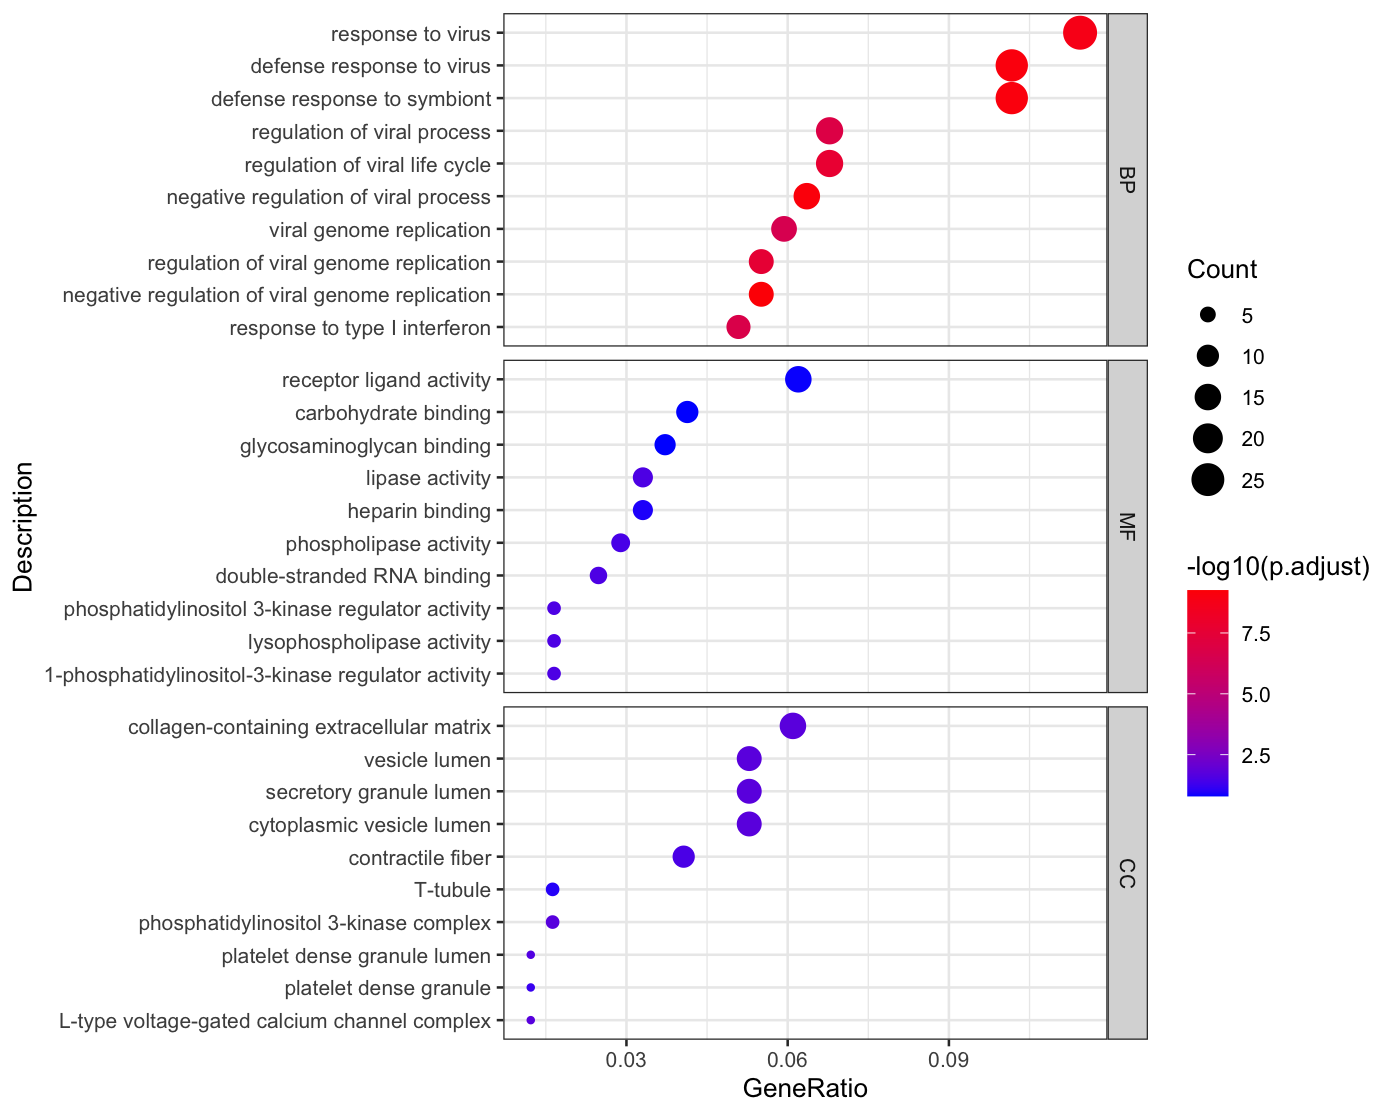 response to virus
defense response to virus
defense response to symbiont
regulation of viral process
regulation of viral life cycle
negative regulation of viral process
viral genome replication
regulation of viral genome replication
negative regulation of viral genome replication
response to type I interferon
BP
receptor ligand activity
carbohydrate binding
glycosaminoglycan binding
lipase activity
heparin binding
phospholipase activity
double-stranded RNA binding
phosphatidylinositol 3-kinase regulator activity
lysophospholipase activity
1-phosphatidylinositol-3-kinase regulator activity
MF
collagen-containing extracellular matrix
vesicle lumen
secretory granule lumen
cytoplasmic vesicle lumen
contractile fiber
T-tubule
phosphatidylinositol 3-kinase complex
platelet dense granule lumen
platelet dense granule
L-type voltage-gated calcium channel complex
CC
Description
0.03 0.06 0.09
GeneRatio
Count
5
10
15
20
25
-log10(p.adjust)
7.5
5.0
2.5